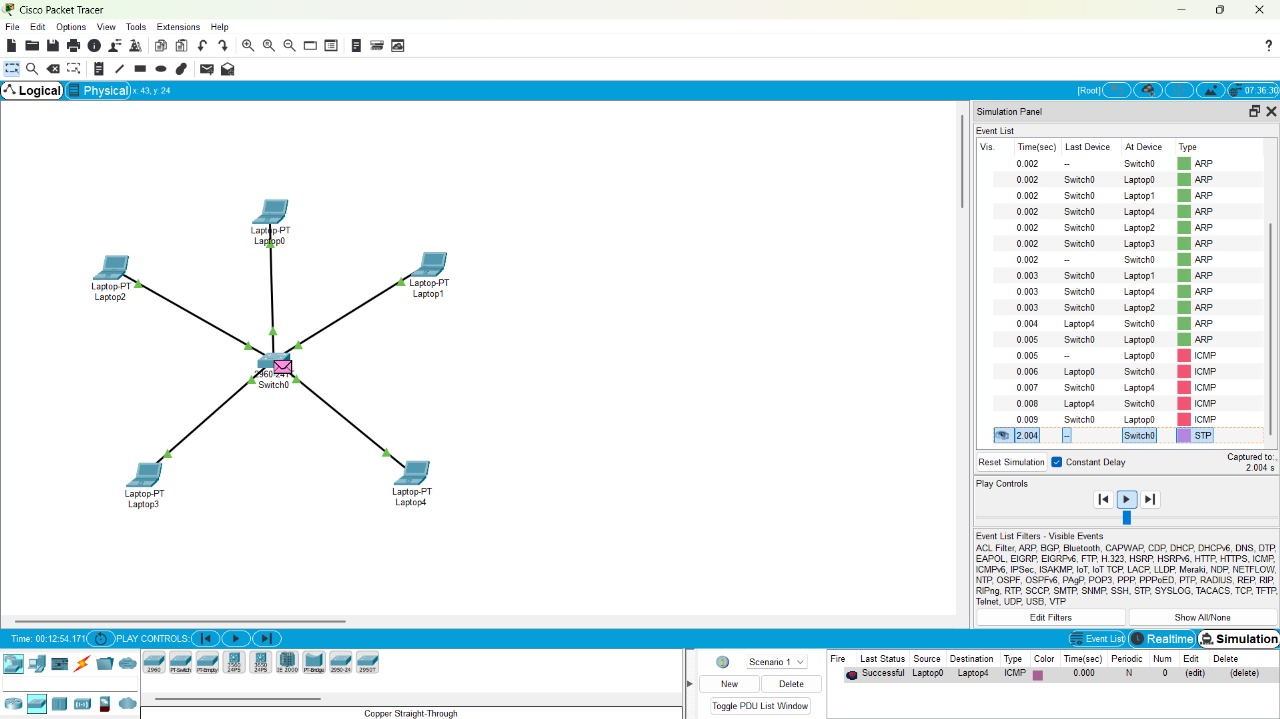 Cisco Packet Tracer
File Edit Options View Tools Extensions Help
?
Logical Physical x: 43, y: 24 [Root] 07:36:30
Simulation Panel
Event List
Vis. Time(sec) Last Device At Device Type
0.002 -- Switch0 ARP
0.002 Switch0 Laptop0 ARP
0.002 Switch0 Laptop1 ARP
0.002 Switch0 Laptop4 ARP
0.002 Switch0 Laptop2 ARP
0.002 Switch0 Laptop3 ARP
0.002 -- Switch0 ARP
0.003 Switch0 Laptop1 ARP
0.003 Switch0 Laptop4 ARP
0.003 Switch0 Laptop2 ARP
0.004 Laptop4 Switch0 ARP
0.005 Laptop0 Switch0 ARP
0.005 -- Laptop0 ICMP
0.006 Laptop0 Switch0 ICMP
0.007 Switch0 Laptop4 ICMP
0.008 Laptop4 Switch0 ICMP
0.009 Switch0 Laptop0 ICMP
2.004 -- Switch0 STP
Reset Simulation Constant Delay Captured to:
2.004 s
Play Controls
Event List Filters - Visible Events
ACL Filter, ARP, BGP, Bluetooth, CAPWAP, CDP, DHCP, DHCPv6, DNS, DTP,
EAPOL, EIGRP, EIGRPv6, FTP, H.323, HSRP, HSRPv6, HTTP, HTTPS, ICMP,
ICMPv6, IPSec, ISAKMP, IoT, IoT TCP, LACP, LLDP, Meraki, NDP, NETFLOW,
NTP, OSPF, OSPFv6, PAgP, POP3, PPP, PPPoED, PTP, RADIUS, REP, RIP,
RIPng, RTP, SCCP, SMTP, SNMP, SSH, STP, SYSLOG, TACACS, TCP, TFTP,
Telnet, UDP, USB, VTP
Edit Filters Show All/None
Laptop-PT
Laptop0
Laptop-PT
Laptop2
Laptop-PT
Laptop1
2960-24TT
Switch0
Laptop-PT
Laptop3
Laptop-PT
Laptop4
Time: 00:12:54.171 PLAY CONTROLS: Event List Realtime Simulation
2960 PT-Switch PT-Empty IE 2000 PT-Bridge 2950-24 2950T
Copper Straight-Through
Scenario 1
New Delete
Toggle PDU List Window
Fire Last Status Source Destination Type Color Time(sec) Periodic Num Edit Delete
Successful Laptop0 Laptop4 ICMP 0.000 N 0 (edit) (delete)